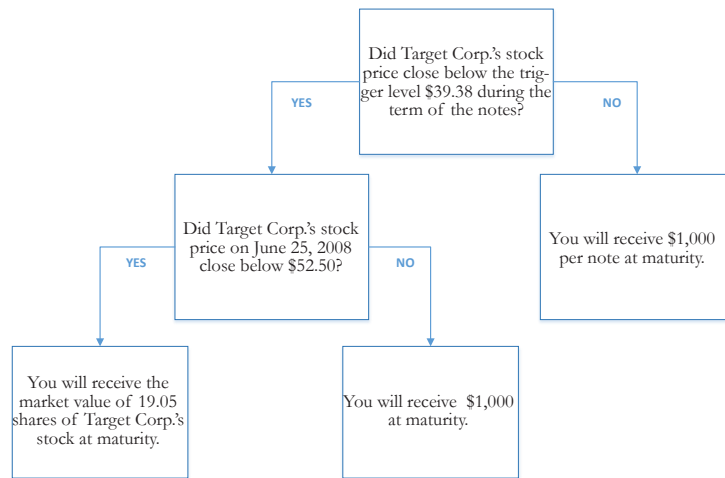 Did Target Corp.'s stock
price close below the trig-
ger level $39.38 during the
term of the notes?
YES
NO
Did Target Corp.'s stock
price on June 25, 2008
close below $52.50?
You will receive $1,000
per note at maturity.
YES
NO
You will receive the
market value of 19.05
shares of Target Corp.'s
stock at maturity.
You will receive $1,000
at maturity.